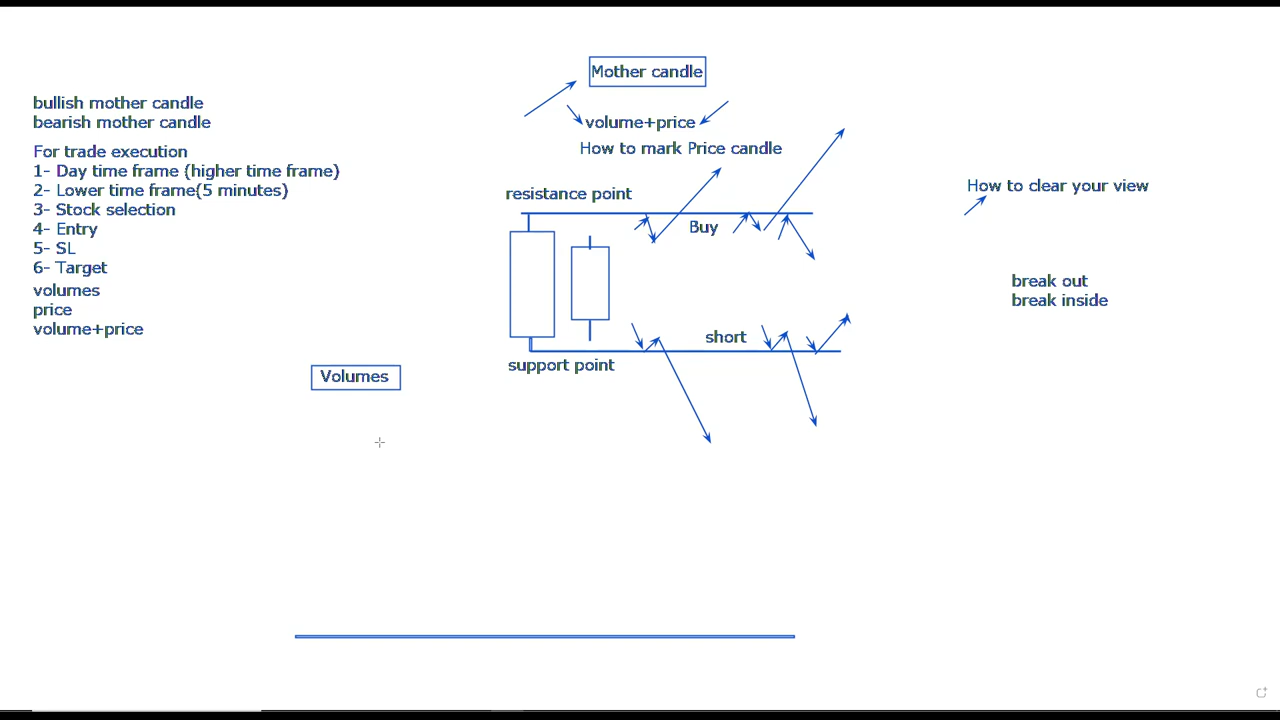 Mother candle
bullish mother candle
bearish mother candle
volume+price
How to mark Price candle
For trade execution
1- Day time frame (higher time frame)
2- Lower time frame(5 minutes)
3- Stock selection
4- Entry
5- SL
6- Target
volumes
price
volume+price
resistance point
Buy
short
support point
How to clear your view
break out
break inside
Volumes